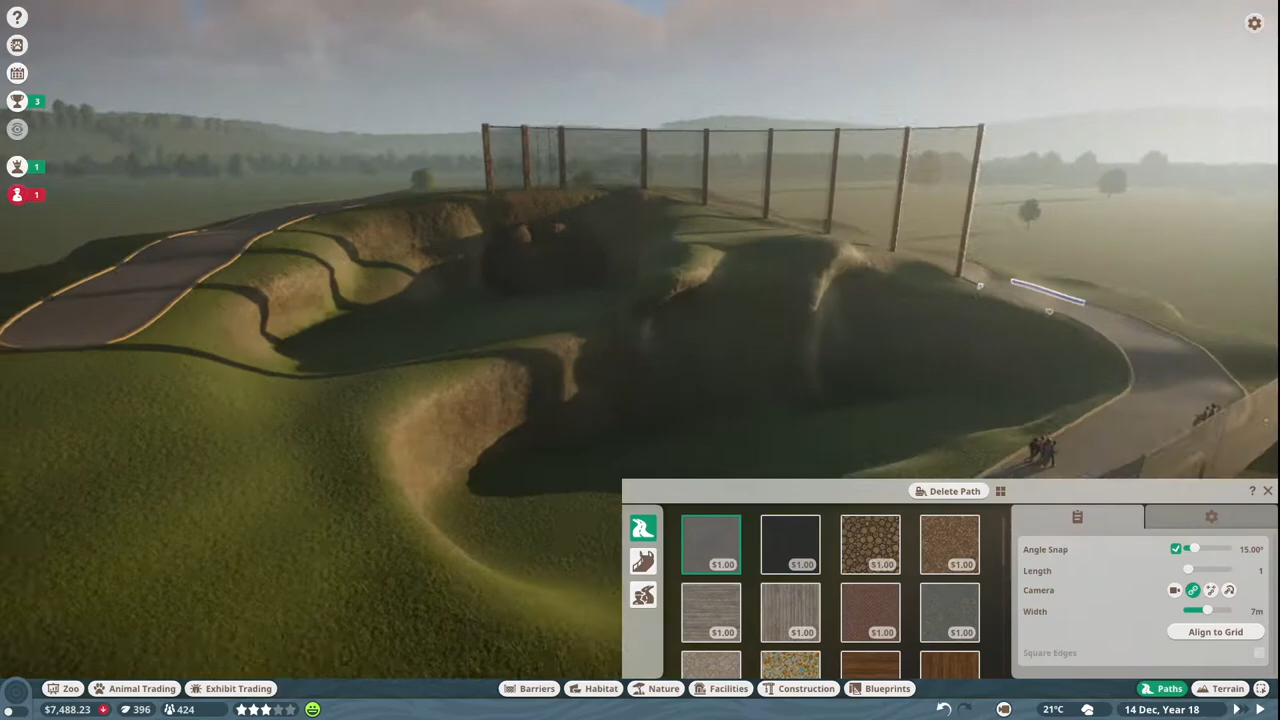 ?
3
1
1
Delete Path
?
$1.00 $1.00 $1.00 $1.00
$1.00 $1.00 $1.00 $1.00
Angle Snap 15.00°
Length 1
Camera
Width 7m
Align to Grid
Square Edges
Zoo Animal Trading Exhibit Trading Barriers Habitat Nature Facilities Construction Blueprints Paths Terrain
$7,488.23 396 424 21°C 14 Dec, Year 18